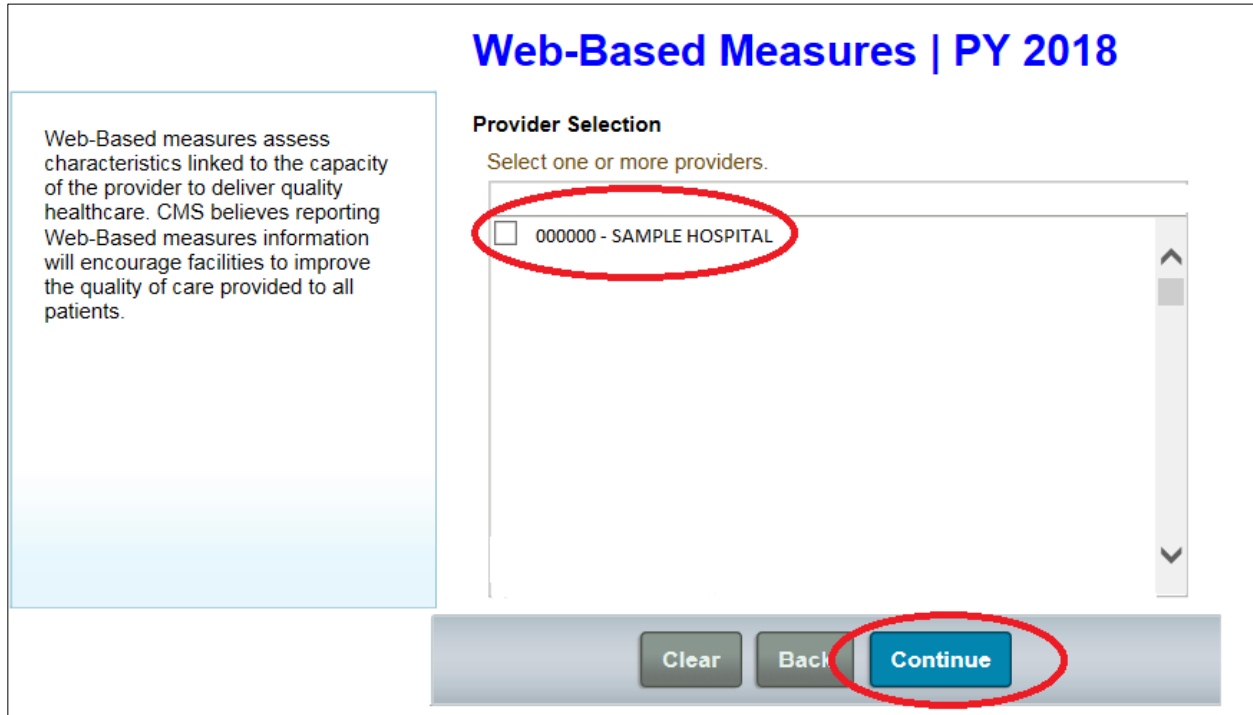 Web-Based Measures | PY 2018
Web-Based measures assess
characteristics linked to the capacity
of the provider to deliver quality
healthcare. CMS believes reporting
Web-Based measures information
will encourage facilities to improve
the quality of care provided to all
patients.
Provider Selection
Select one or more providers.
000000 - SAMPLE HOSPITAL
Clear Back Continue